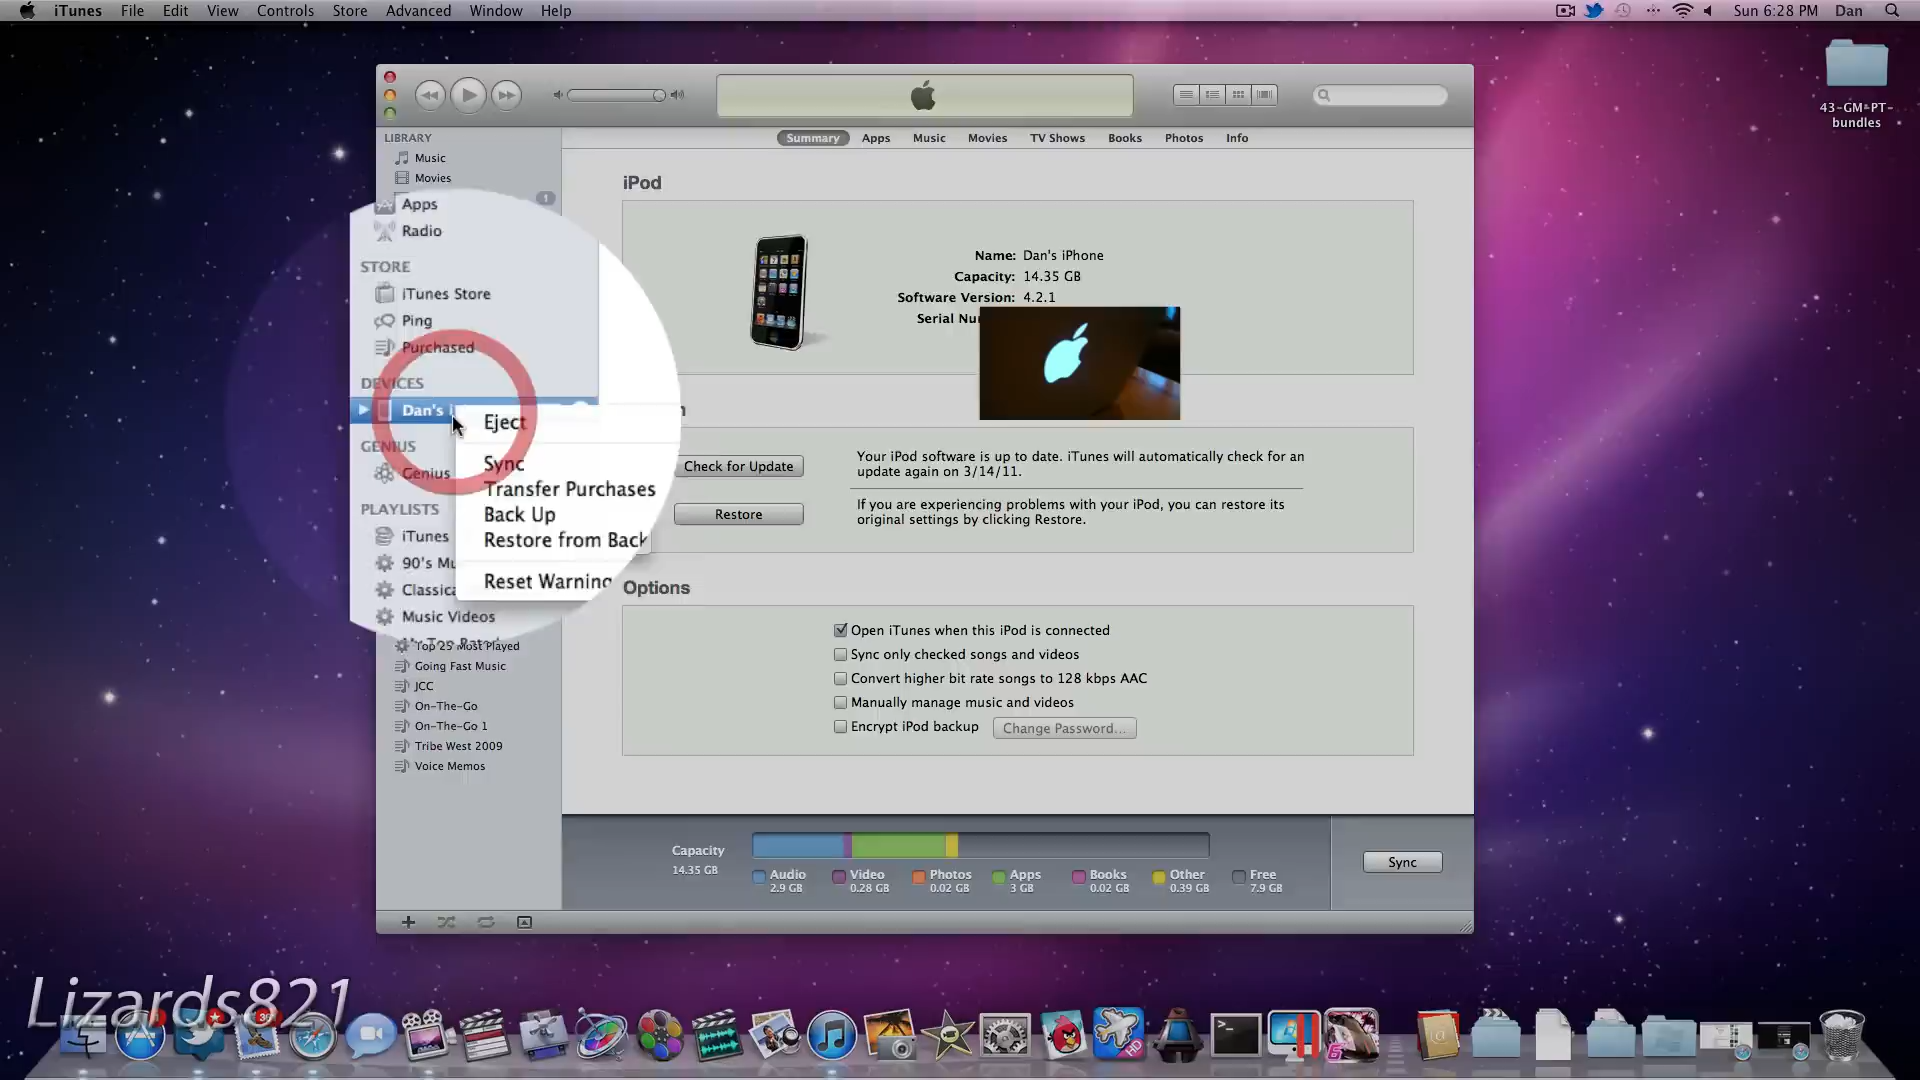 iTunes File Edit View Controls Store Advanced Window Help
Sun 6:28 PM Dan
43-GM-PT-
bundles
LIBRARY
Music
Movies
Apps
1
Radio
STORE
iTunes Store
Ping
Purchased
DEVICES
Dan's
GENIUS
Genius
PLAYLISTS
iTunes
90's
Music Videos
Top 25 Most Played
Going Fast Music
JCC
On-The-Go
On-The-Go 1
Tribe West 2009
Voice Memos
Eject
Sync
Transfer Purchases
Back Up
Restore from Back
Reset Warning
Summary Apps Music Movies TV Shows Books Photos Info
iPod
Name: Dan's iPhone
Capacity: 14.35 GB
Software Version: 4.2.1
Serial
Check for Update
Your iPod software is up to date. iTunes will automatically check for an
update again on 3/14/11.
Restore
If you are experiencing problems with your iPod, you can restore its
original settings by clicking Restore.
Options
Open iTunes when this iPod is connected
Sync only checked songs and videos
Convert higher bit rate songs to 128 kbps AAC
Manually manage music and videos
Encrypt iPod backup Change Password...
Capacity
14.35 GB
Audio
2.9 GB
Video
0.28 GB
Photos
0.02 GB
Apps
3 GB
Books
0.02 GB
Other
0.39 GB
Free
7.9 GB
Sync
Lizards821
HD